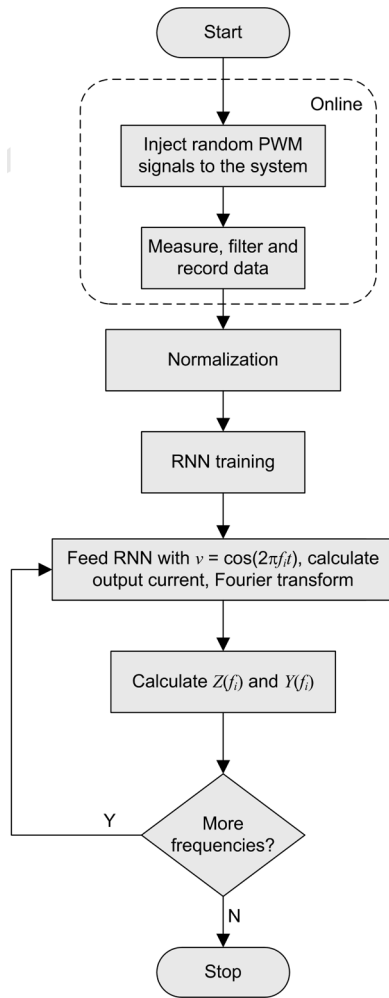 Start
Online
Inject random PWM
signals to the system
Measure, filter and
record data
Normalization
RNN training
Feed RNN with v = cos(2πfᵢt), calculate
output current, Fourier transform
Calculate Z(fᵢ) and Y(fᵢ)
More
frequencies?
Y
N
Stop